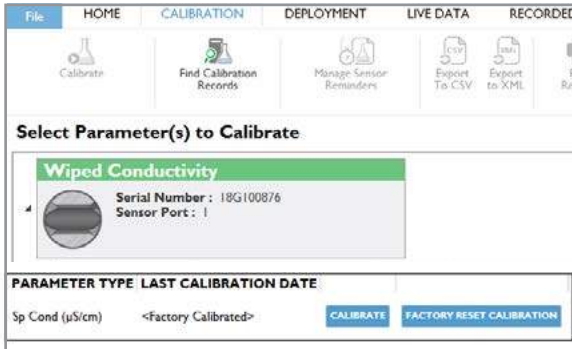 File HOME CALIBRATION DEPLOYMENT LIVE DATA RECORDED
Calibrate Find Calibration Records Manage Sensor Reminders Export To CSV Export to XML
Select Parameter(s) to Calibrate
Wiped Conductivity
Serial Number : 18G100876
Sensor Port : 1
PARAMETER TYPE LAST CALIBRATION DATE
Sp Cond (µS/cm) <Factory Calibrated> CALIBRATE FACTORY RESET CALIBRATION